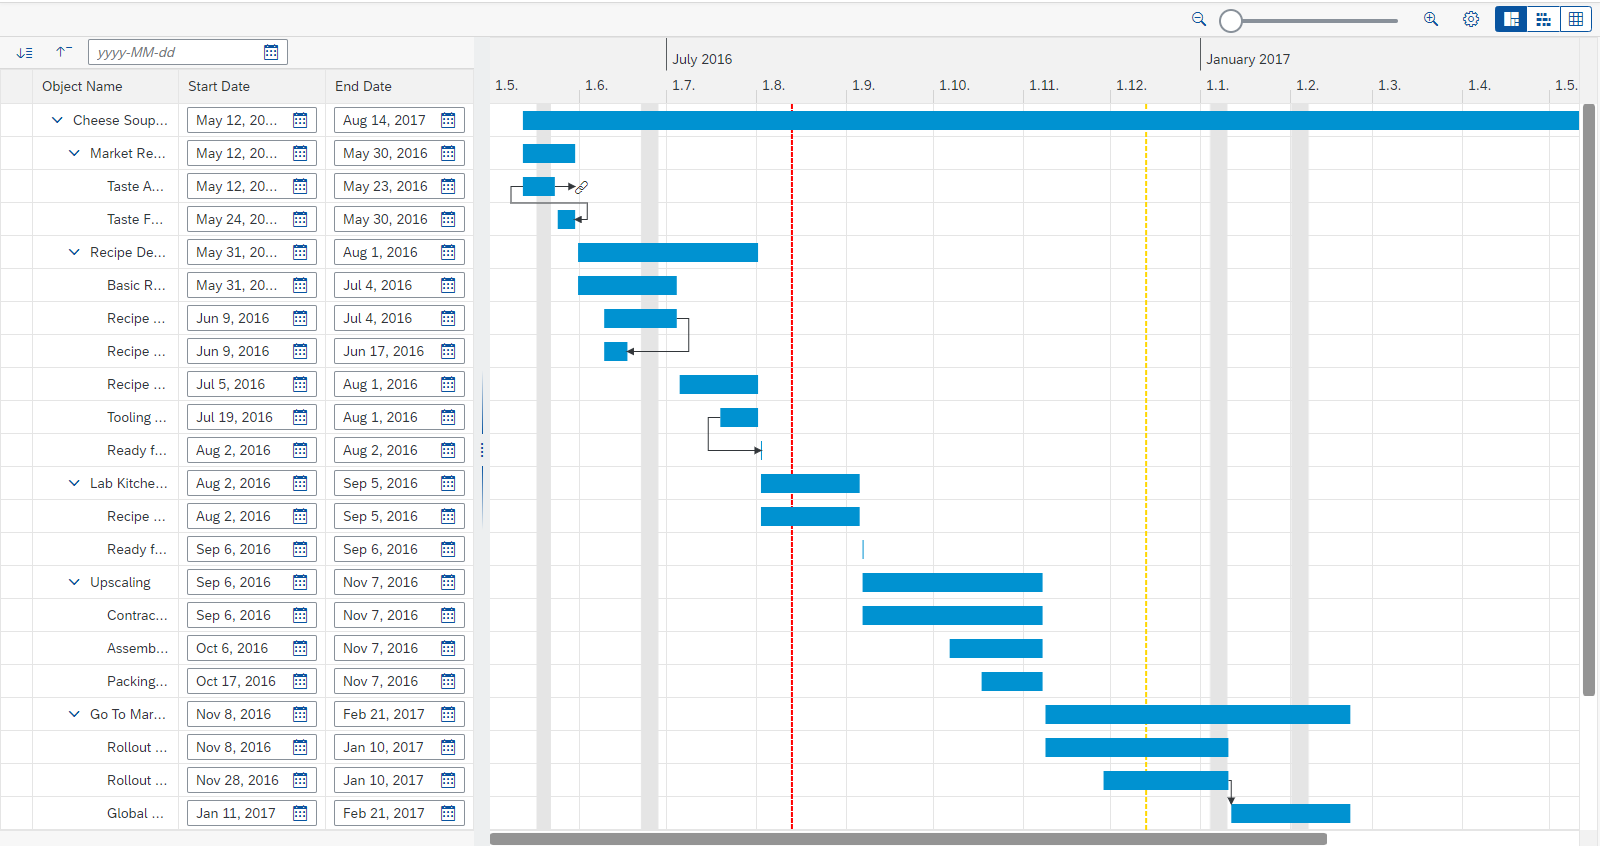 yyyy-MM-dd
July 2016 January 2017
Object Name Start Date End Date 1.5. 1.6. 1.7. 1.8. 1.9. 1.10. 1.11. 1.12. 1.1. 1.2. 1.3. 1.4. 1.5.
Cheese Soup... May 12, 20... Aug 14, 2017
Market Re... May 12, 20... May 30, 2016
Taste A... May 12, 20... May 23, 2016
Taste F... May 24, 20... May 30, 2016
Recipe De... May 31, 20... Aug 1, 2016
Basic R... May 31, 20... Jul 4, 2016
Recipe ... Jun 9, 2016 Jul 4, 2016
Recipe ... Jun 9, 2016 Jun 17, 2016
Recipe ... Jul 5, 2016 Aug 1, 2016
Tooling ... Jul 19, 2016 Aug 1, 2016
Ready f... Aug 2, 2016 Aug 2, 2016
Lab Kitche... Aug 2, 2016 Sep 5, 2016
Recipe ... Aug 2, 2016 Sep 5, 2016
Ready f... Sep 6, 2016 Sep 6, 2016
Upscaling Sep 6, 2016 Nov 7, 2016
Contrac... Sep 6, 2016 Nov 7, 2016
Assemb... Oct 6, 2016 Nov 7, 2016
Packing... Oct 17, 2016 Nov 7, 2016
Go To Mar... Nov 8, 2016 Feb 21, 2017
Rollout ... Nov 8, 2016 Jan 10, 2017
Rollout ... Nov 28, 2016 Jan 10, 2017
Global ... Jan 11, 2017 Feb 21, 2017